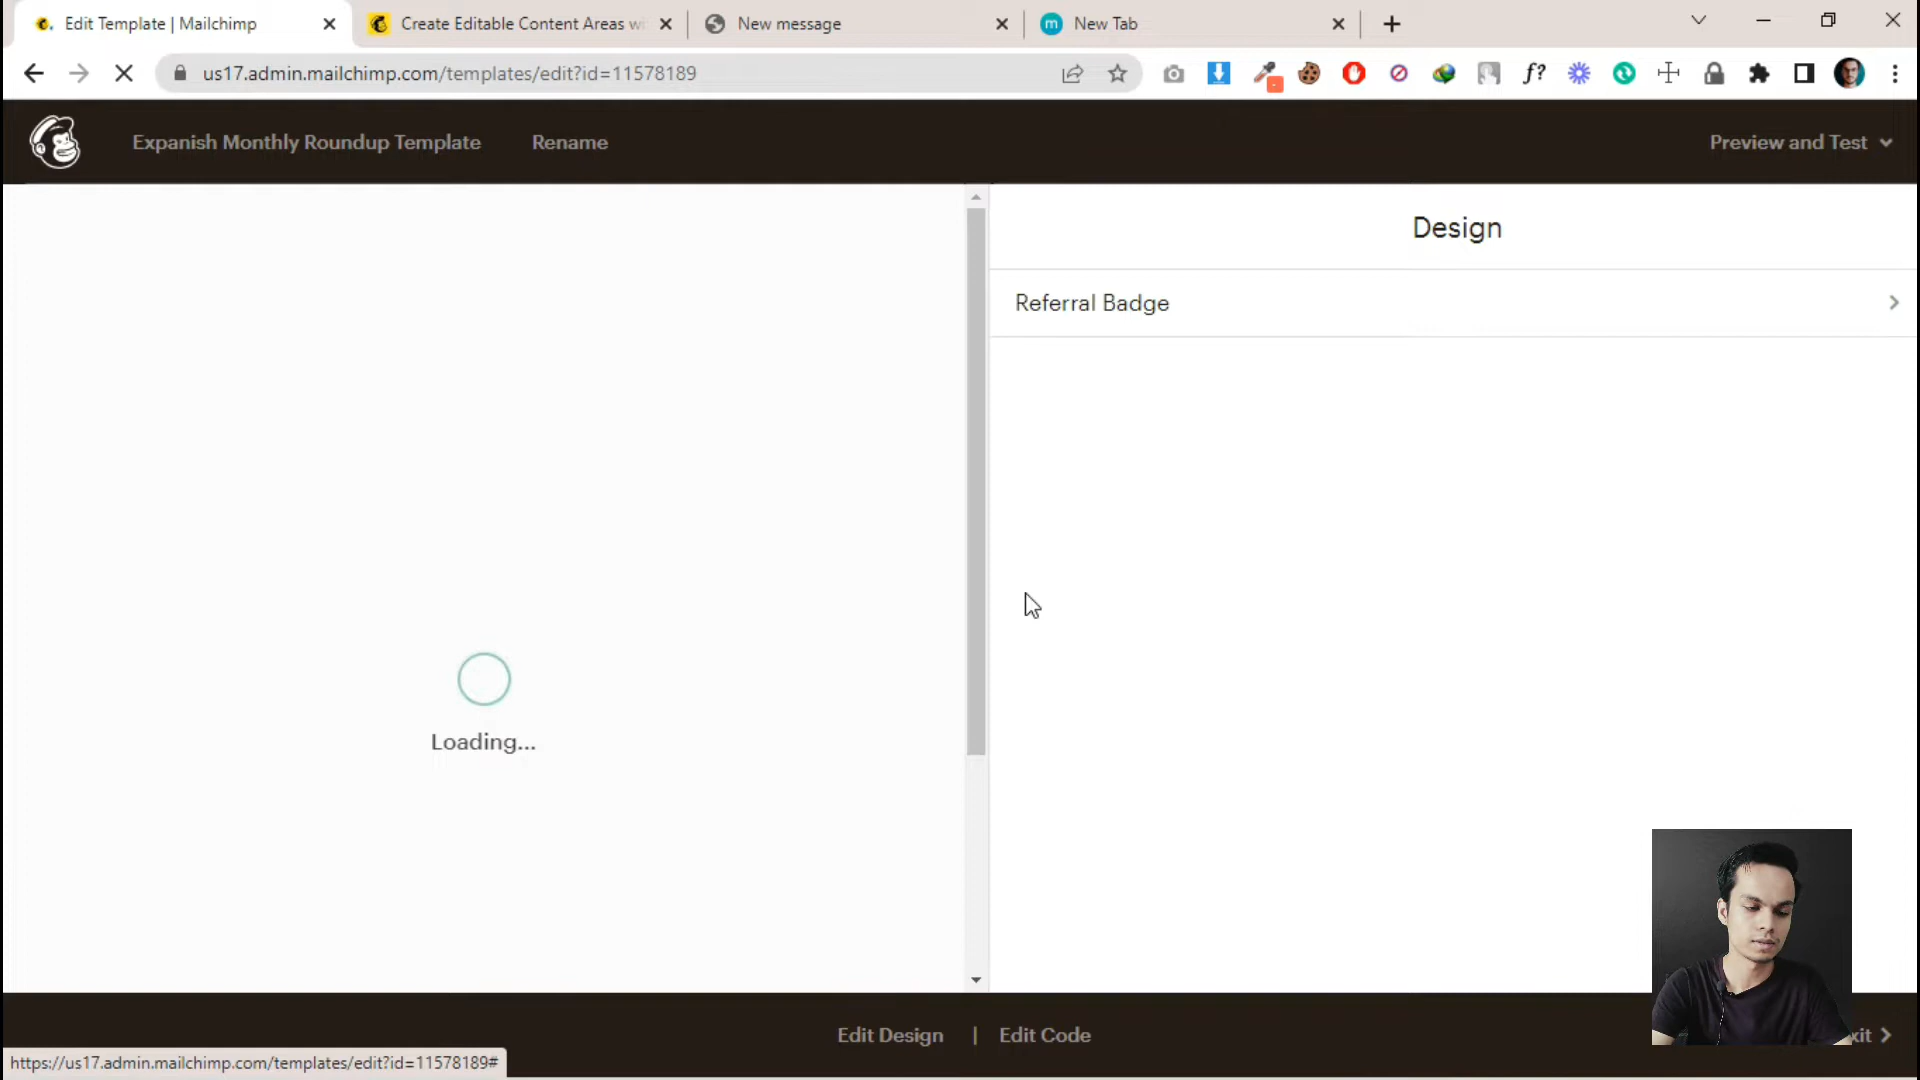 Edit Template | Mailchimp
Create Editable Content Areas wi
New message
New Tab
us17.admin.mailchimp.com/templates/edit?id=11578189
f?
Expanish Monthly Roundup Template
Rename
Preview and Test
Design
Referral Badge
Loading...
Edit Design | Edit Code
xit
https://us17.admin.mailchimp.com/templates/edit?id=11578189#